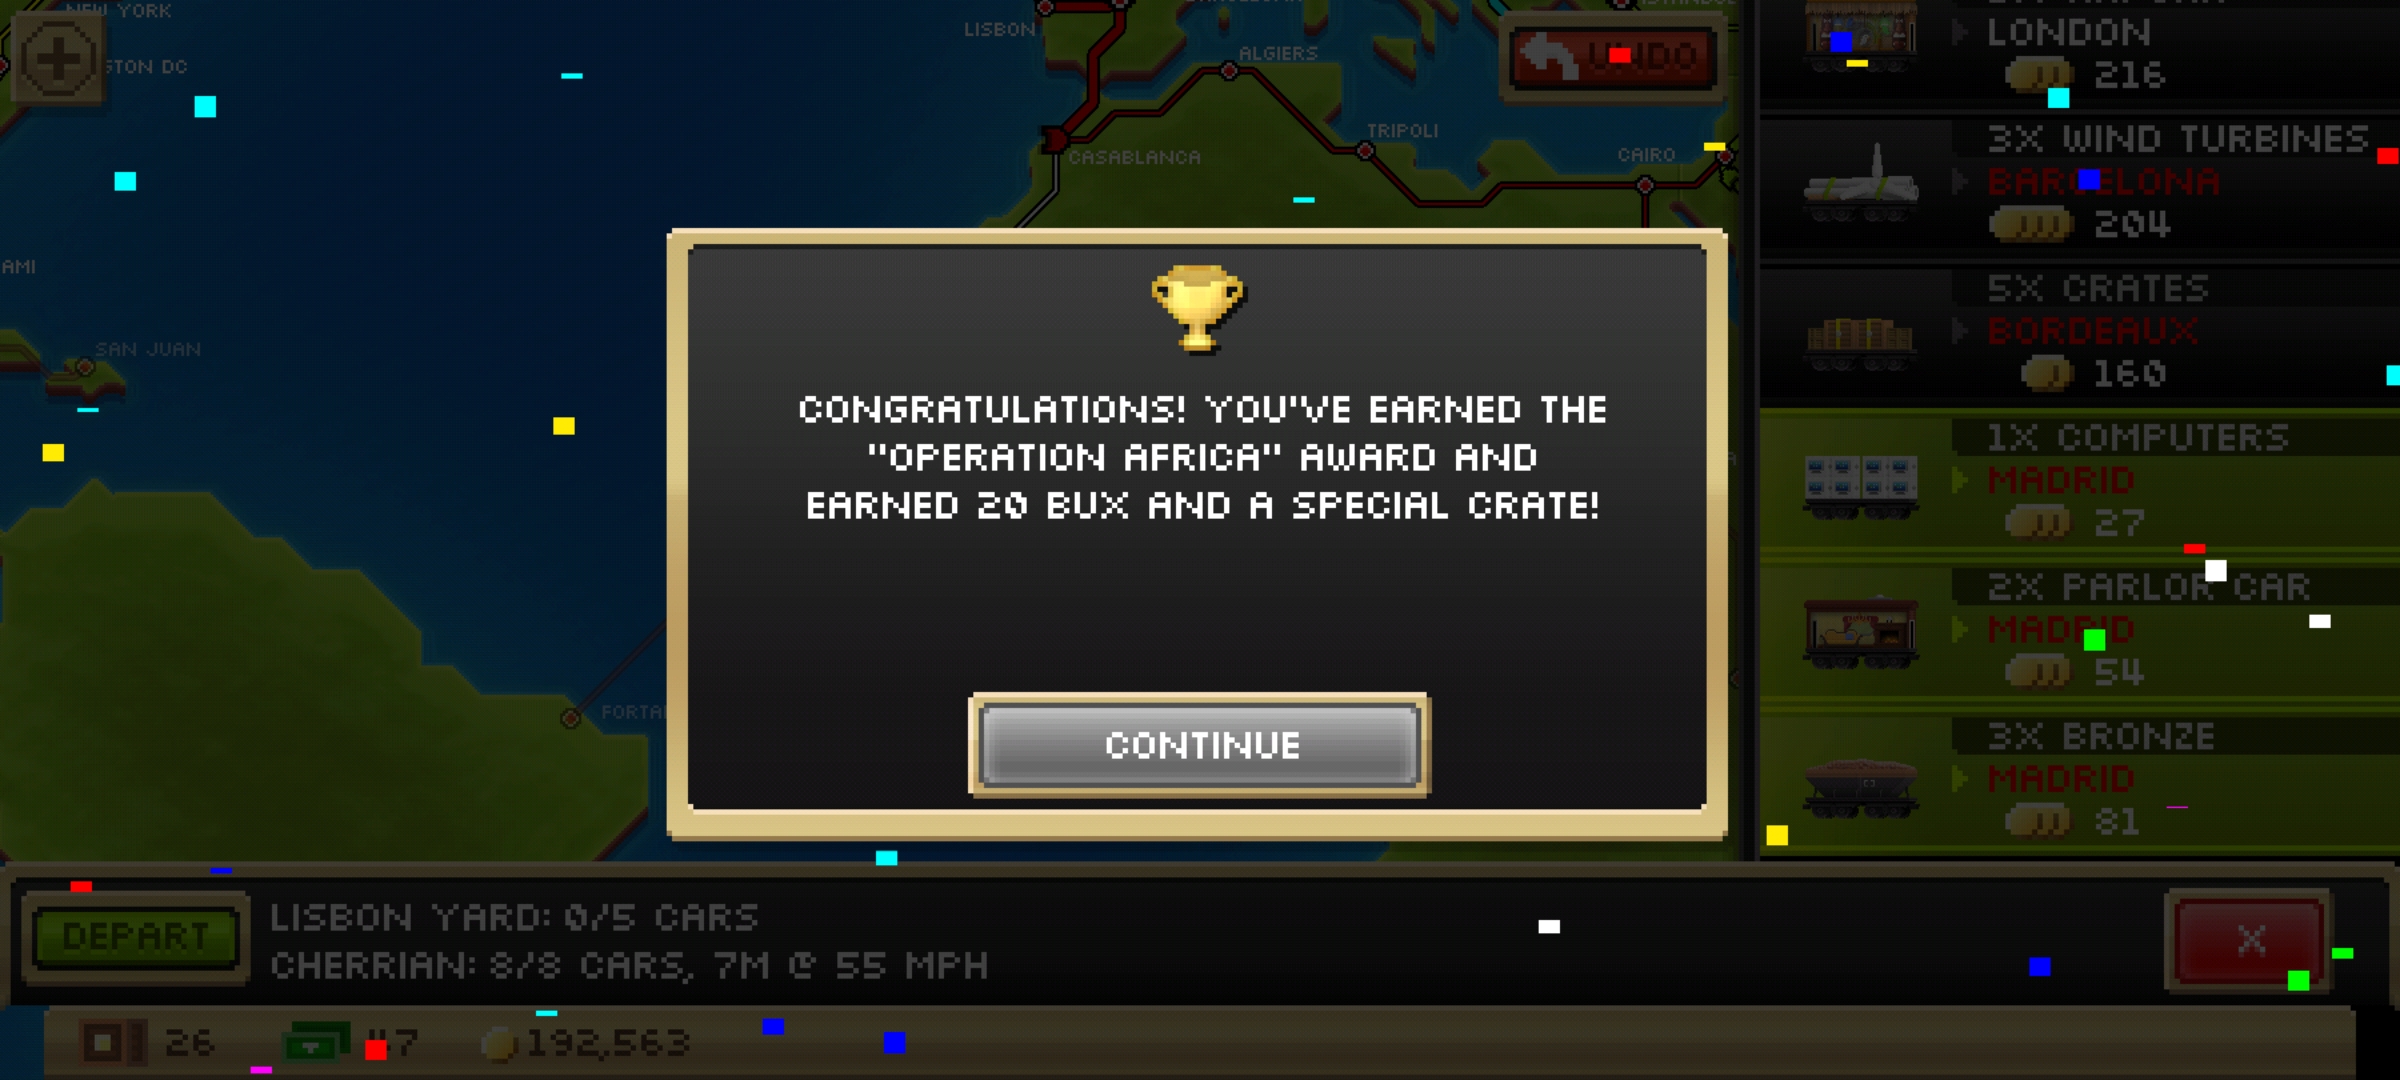 NEW YORK
TON DC
AMI
SAN JUAN
LISBON
ALGIERS
CASABLANCA
TRIPOLI
CAIRO
UNDO
LONDON
216
3X WIND TURBINES
BARCELONA
204
5X CRATES
BORDEAUX
160
1X COMPUTERS
MADRID
27
2X PARLOR CAR
MADRID
54
3X BRONZE
MADRID
81
CONGRATULATIONS! YOU'VE EARNED THE
"OPERATION AFRICA" AWARD AND
EARNED 20 BUX AND A SPECIAL CRATE!
CONTINUE
FORTA
DEPART
LISBON YARD: 0/5 CARS
CHERRIAN: 8/8 CARS, 7M @ 55 MPH
X
26
192,563